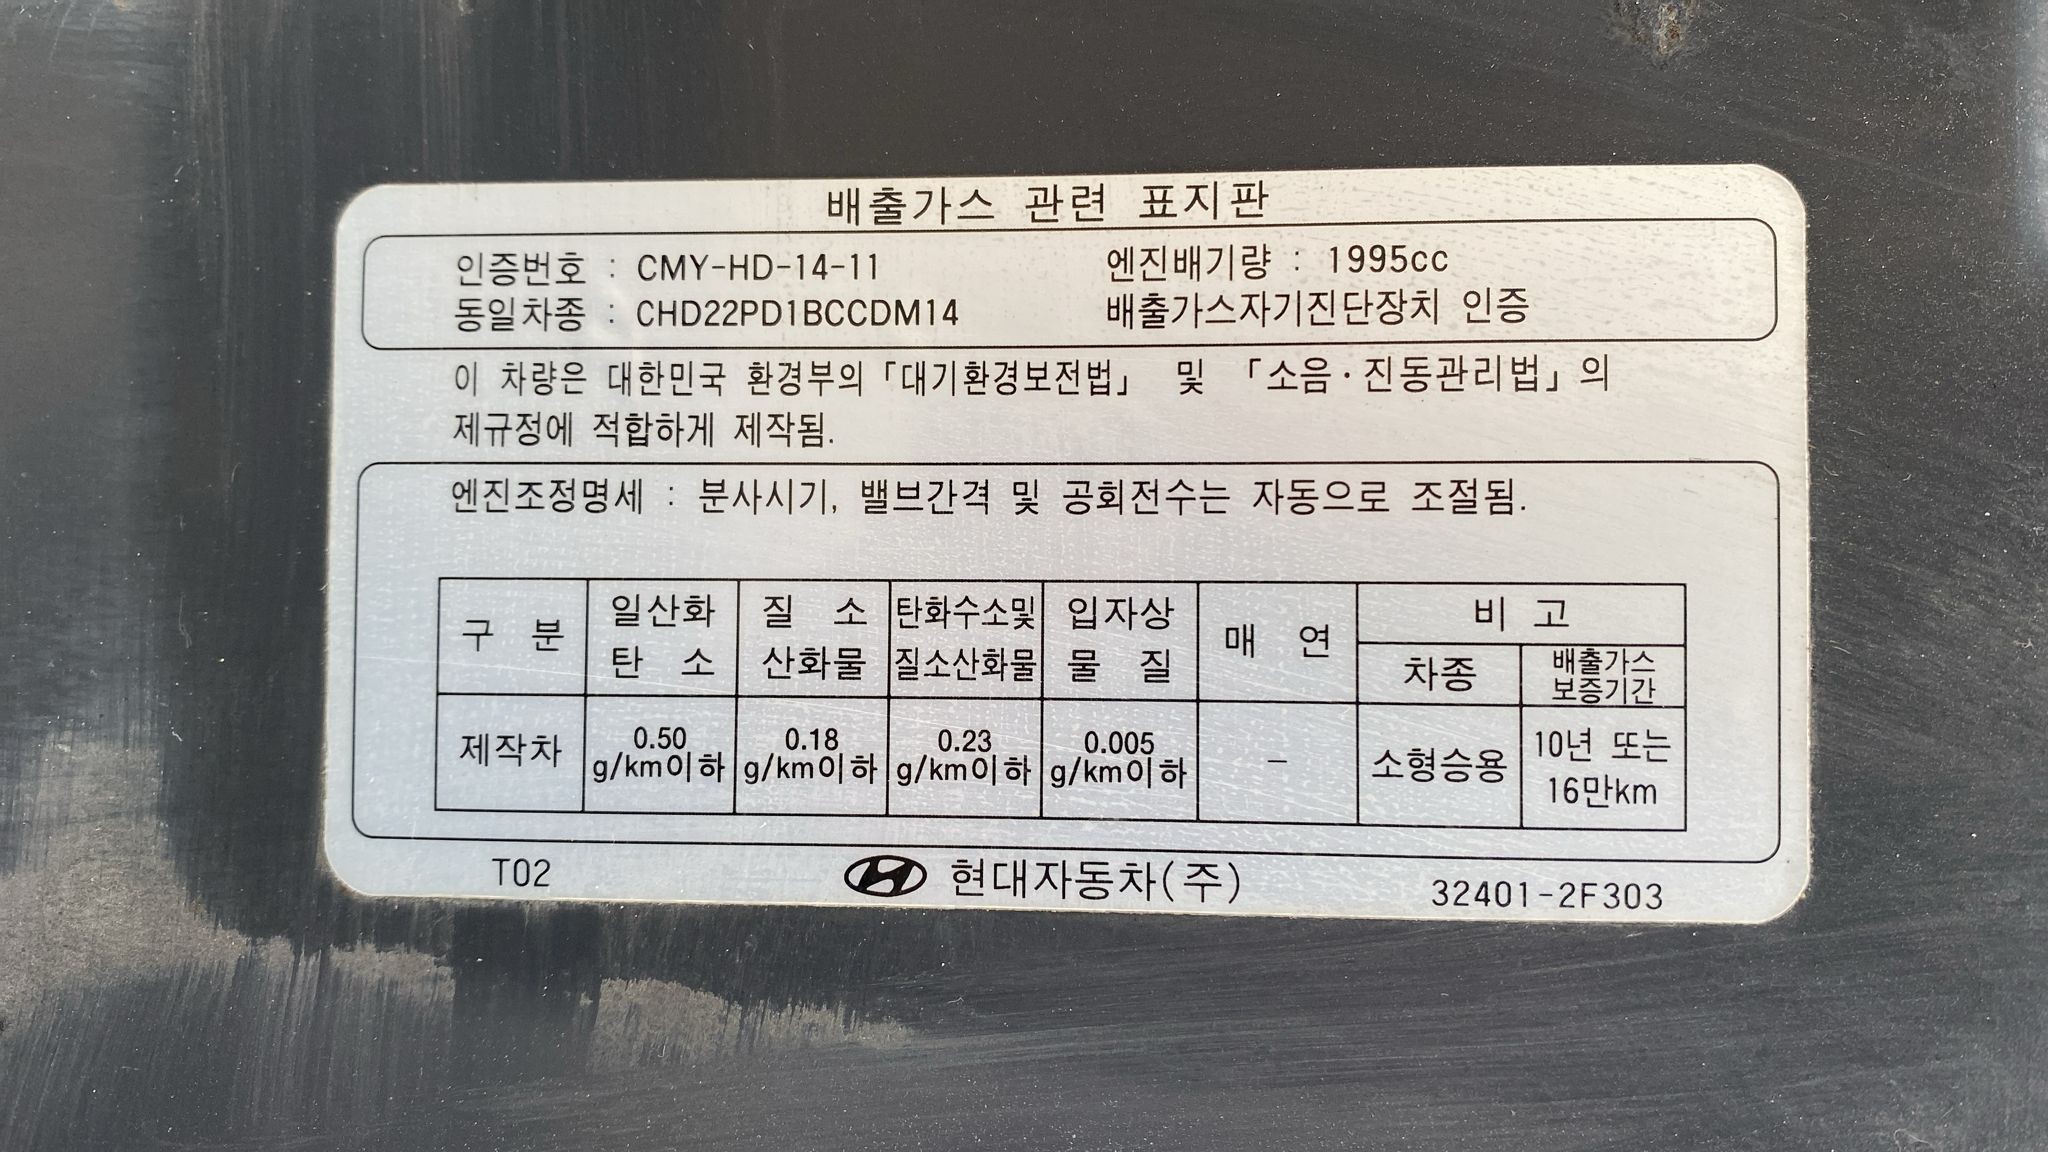 배출가스 관련 표지판
인증번호 : CMY-HD-14-11 엔진배기량 : 1995cc
동일차종 : CHD22PD1BCCDM14 배출가스자기진단장치 인증
이 차량은 대한민국 환경부의 「대기환경보전법」 및 「소음·진동관리법」의
제규정에 적합하게 제작됨.
엔진조정명세 : 분사시기, 밸브간격 및 공회전수는 자동으로 조절됨.
구 분 일산화 탄 소 질 소 산화물 탄화수소및 질소산화물 입자상 물 질 매 연 비 고
차종 배출가스 보증기간
제작차 0.50 g/km이하 0.18 g/km이하 0.23 g/km이하 0.005 g/km이하 - 소형승용 10년 또는 16만km
T02 현대자동차(주) 32401-2F303